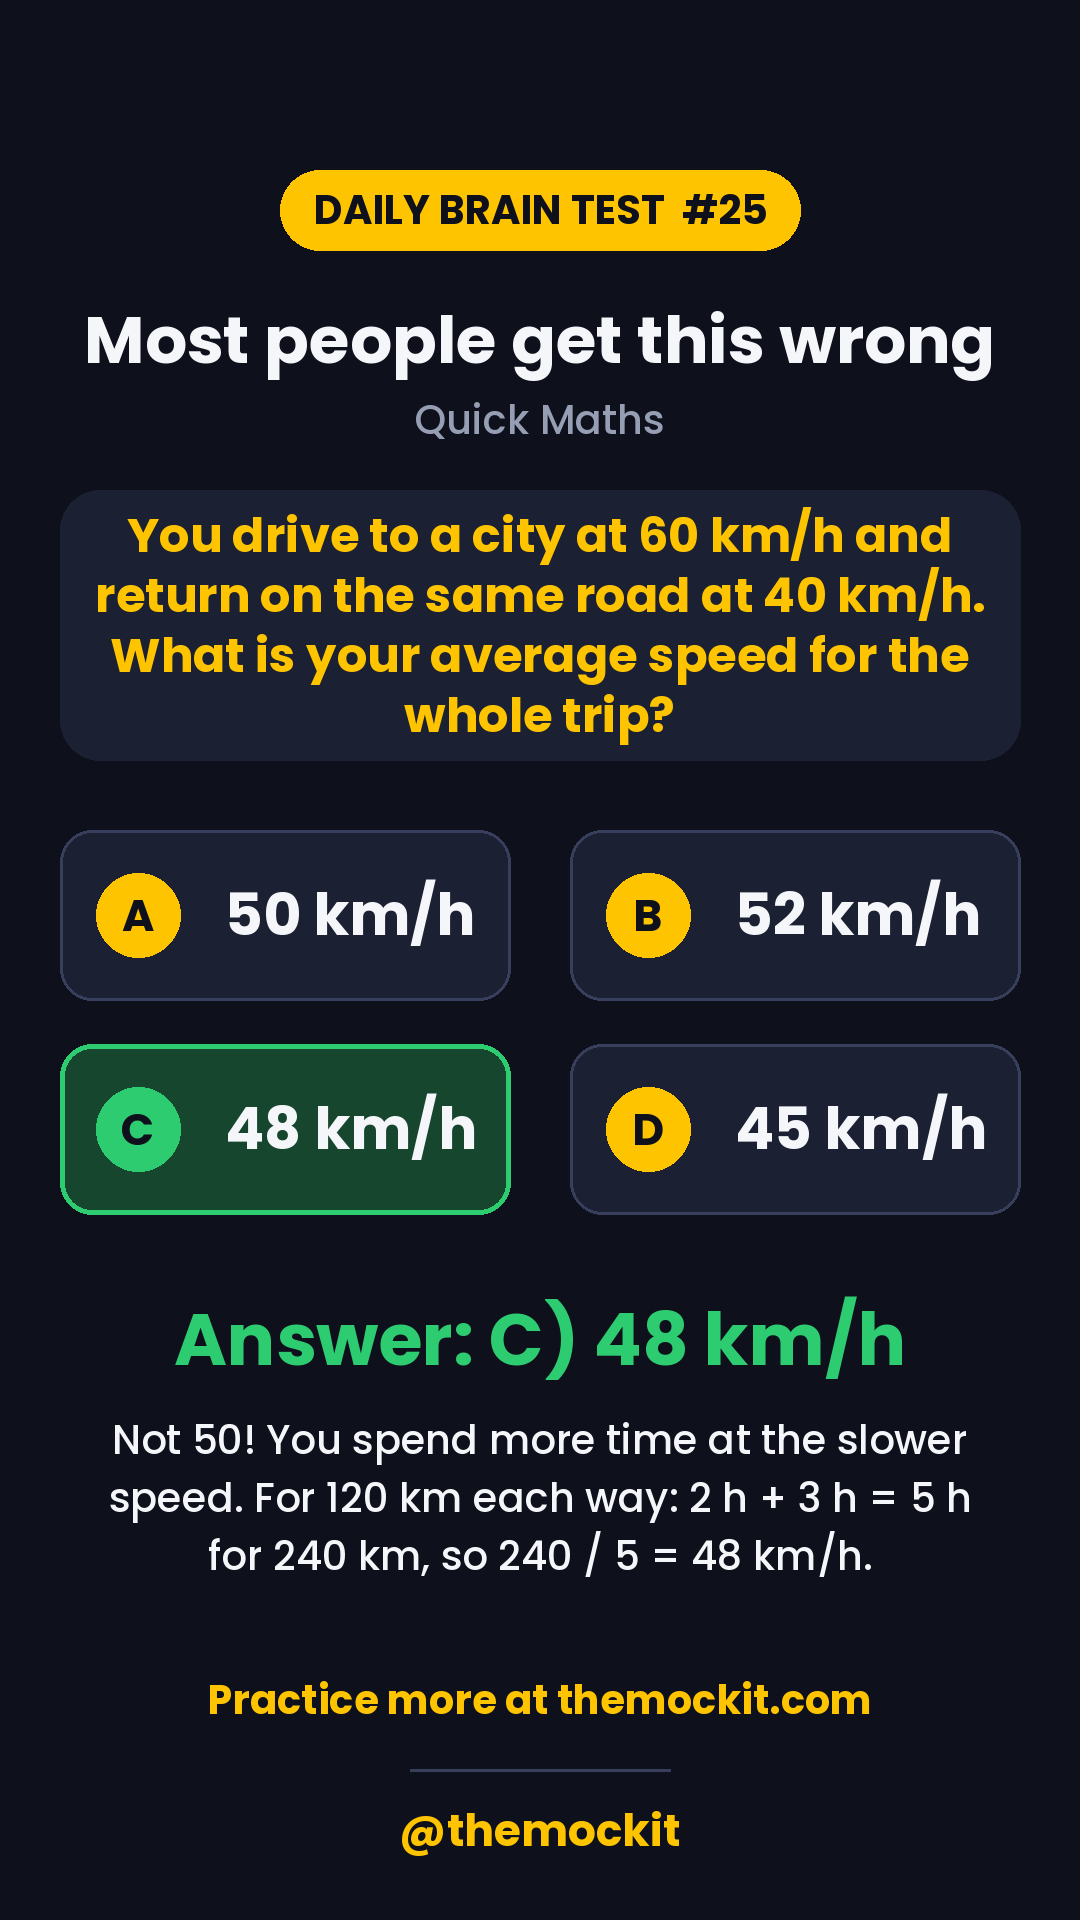 DAILY BRAIN TEST #25
Most people get this wrong
Quick Maths
You drive to a city at 60 km/h and
return on the same road at 40 km/h.
What is your average speed for the
whole trip?
A 50 km/h
B 52 km/h
C 48 km/h
D 45 km/h
Answer: C) 48 km/h
Not 50! You spend more time at the slower
speed. For 120 km each way: 2 h + 3 h = 5 h
for 240 km, so 240 / 5 = 48 km/h.
Practice more at themockit.com
@themockit